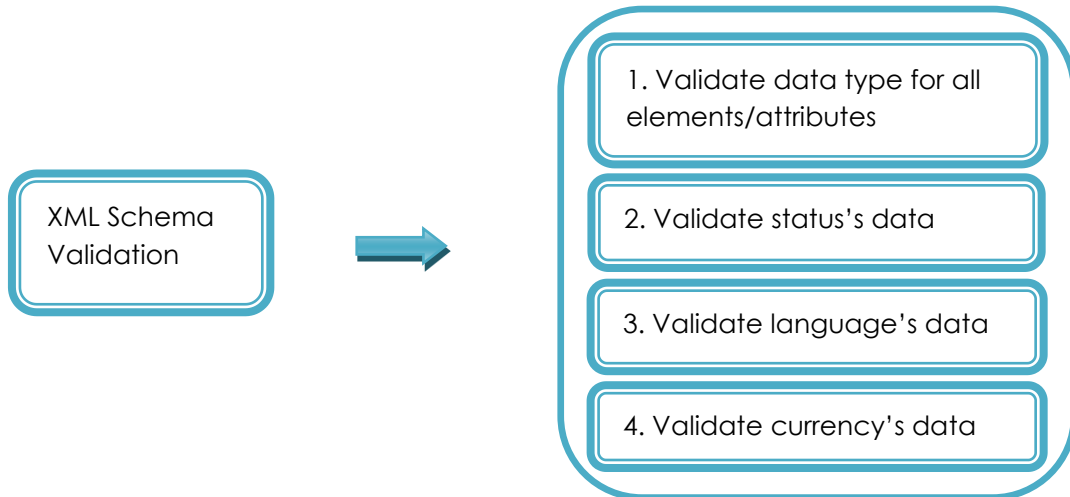 XML Schema
Validation
1. Validate data type for all
elements/attributes
2. Validate status’s data
3. Validate language’s data
4. Validate currency’s data